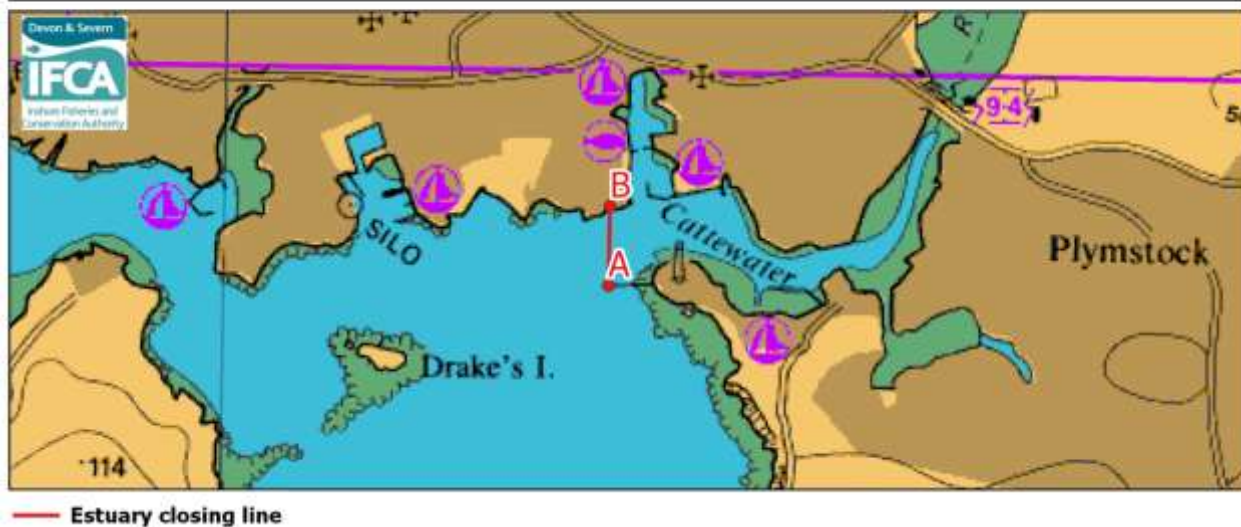 Devon & Severn
IFCA
Inshore Fisheries and
Conservation Authority
R
9.4
B
SILO
Cattewater
A
Plymstock
Drake's I.
114
Estuary closing line